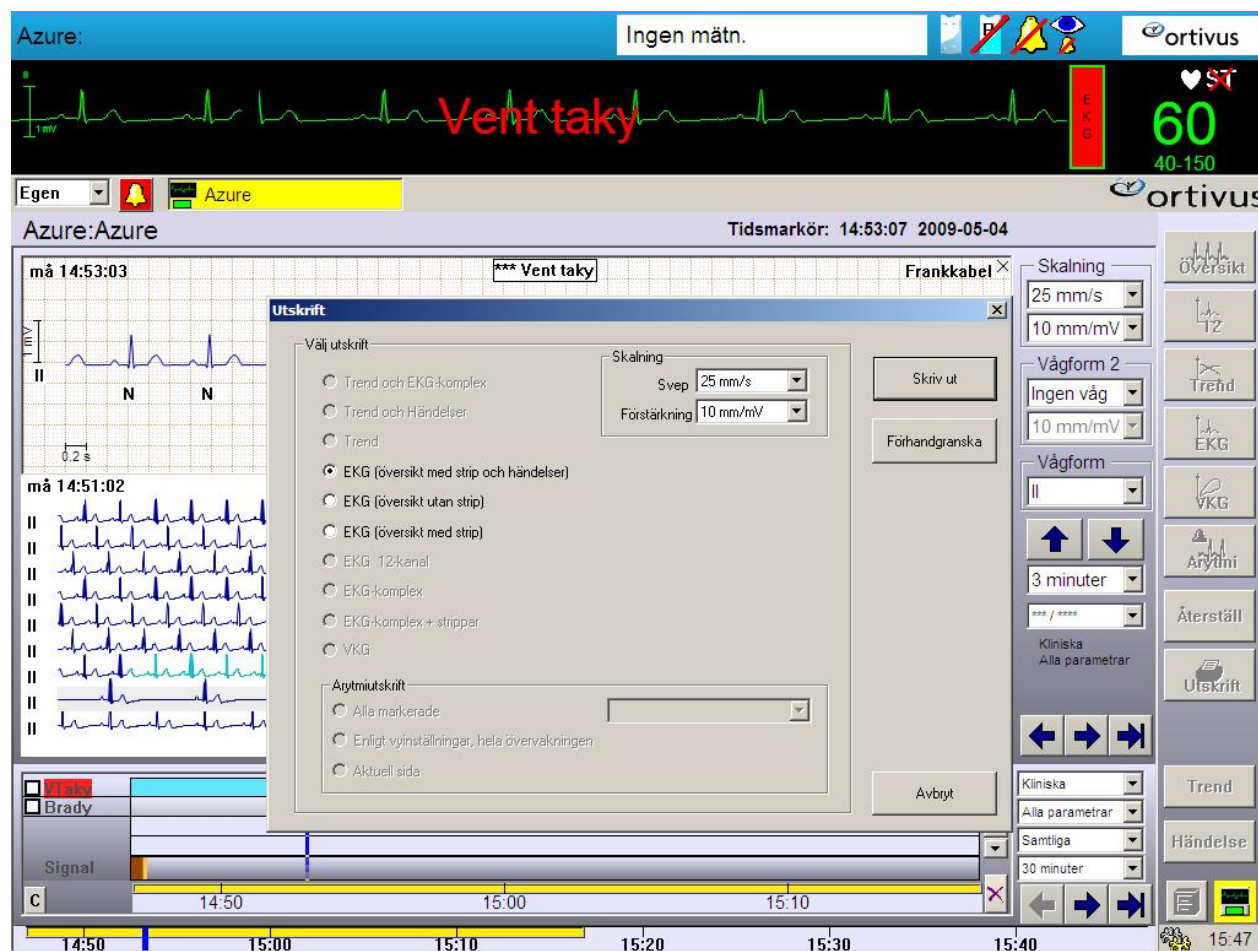 Azure:
Ingen mätn.
ortivus
1 mV
Vent taky
EKG
ST
60
40-150
Egen
Azure
ortivus
Azure:Azure
Tidsmarkör: 14:53:07 2009-05-04
må 14:53:03
*** Vent taky
Frankkabel
1 mV
II
N N
0.2 s
må 14:51:02
II
II
II
II
II
II
II
II
II
Utskrift
Välj utskrift
Trend och EKG-komplex
Trend och Händelser
Trend
EKG (översikt med strip och händelser)
EKG (översikt utan strip)
EKG (översikt med strip)
EKG 12-kanal
EKG-komplex
EKG-komplex + strippar
VKG
Skalning
Svep 25 mm/s
Förstärkning 10 mm/mV
Arytmiutskrift
Alla markerade
Enligt vyinställningar, hela övervakningen
Aktuell sida
Skriv ut
Förhandgranska
Avbryt
Skalning
25 mm/s
10 mm/mV
Vågform 2
Ingen våg
10 mm/mV
Vågform
II
3 minuter
*** / ****
Kliniska
Alla parametrar
Översikt
12
Trend
EKG
VKG
Arytmi
Återställ
Utskrift
VTaky
Brady
Signal
C
14:50 15:00 15:10
Kliniska
Alla parametrar
Samtliga
30 minuter
Trend
Händelse
14:50 15:00 15:10 15:20 15:30 15:40
15:47